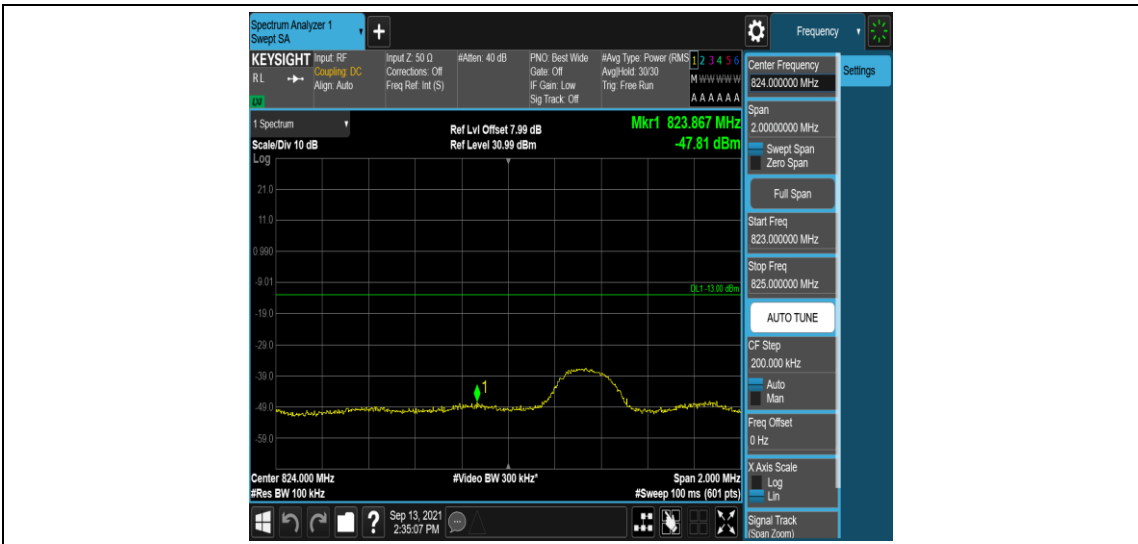 Spectrum Analyzer 1
Swept SA
Frequency
KEYSIGHT
RL
LXI
Input: RF
Coupling: DC
Align: Auto
Input Z: 50 Ω
Corrections: Off
Freq Ref: Int (S)
#Atten: 40 dB
PNO: Best Wide
Gate: Off
IF Gain: Low
Sig Track: Off
#Avg Type: Power (RMS
Avg|Hold: 30/30
Trig: Free Run
1 2 3 4 5 6
M W W W W W
A A A A A A
Center Frequency
824.000000 MHz
Settings
Span
2.00000000 MHz
Swept Span
Zero Span
Full Span
Start Freq
823.000000 MHz
Stop Freq
825.000000 MHz
AUTO TUNE
CF Step
200.000 kHz
Auto
Man
Freq Offset
0 Hz
X Axis Scale
Log
Lin
Signal Track
(Span Zoom)
1 Spectrum
Scale/Div 10 dB
Log
Ref Lvl Offset 7.99 dB
Ref Level 30.99 dBm
Mkr1 823.867 MHz
-47.81 dBm
21.0
11.0
0.990
-9.01
DL1 -13.00 dBm
-19.0
-29.0
-39.0
1
-49.0
-59.0
Center 824.000 MHz
#Video BW 300 kHz*
Span 2.000 MHz
#Res BW 100 kHz
#Sweep 100 ms (601 pts)
Sep 13, 2021
2:35:07 PM